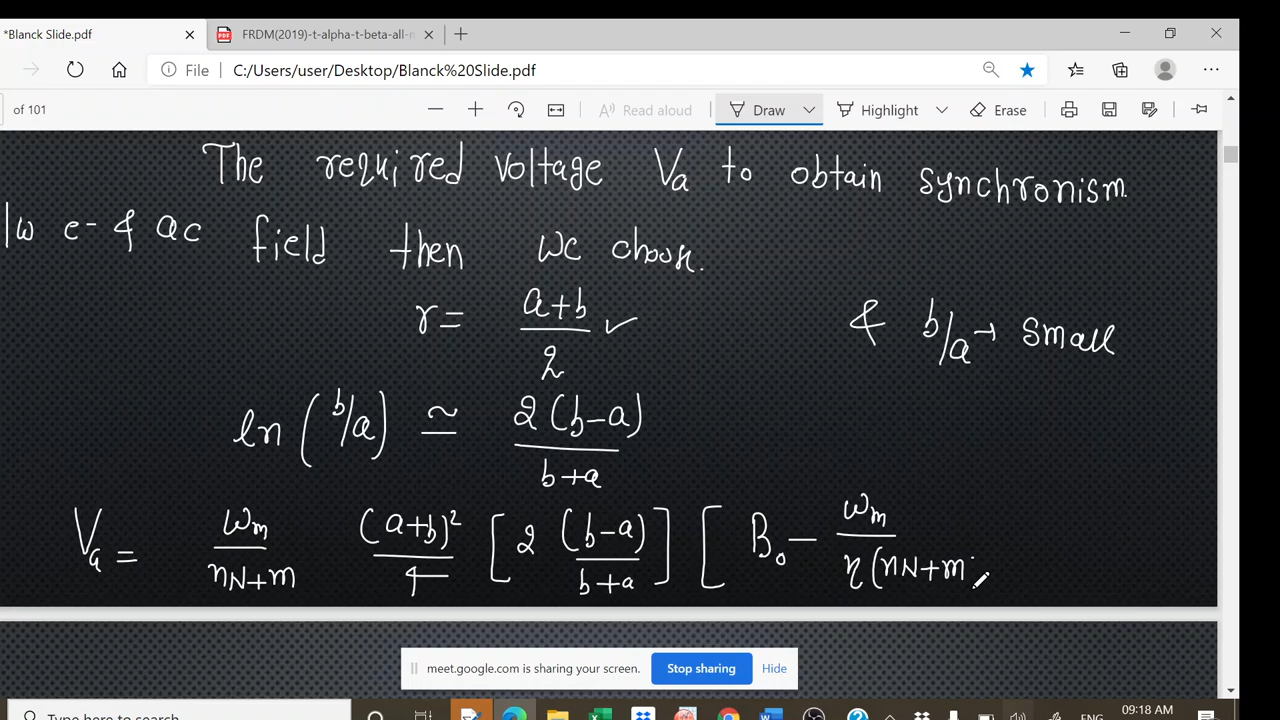 *Blanck Slide.pdf
FRDM(2019)-t-alpha-t-beta-all-n
File C:/Users/user/Desktop/Blanck%20Slide.pdf
of 101
Read aloud Draw Highlight Erase
The required voltage Va to obtain synchronism
b/w e- & ac field then we choose.
r = (a+b)/2 ✓ & b/a → small
ln (b/a) ≃ 2(b-a)/(b+a)
Va = ωm/(nN+m) (a+b)²/4 [2 (b-a)/(b+a)] [B₀ - ωm/η(nN+m)
meet.google.com is sharing your screen. Stop sharing Hide
Type here to search
ENG
09:18 AM